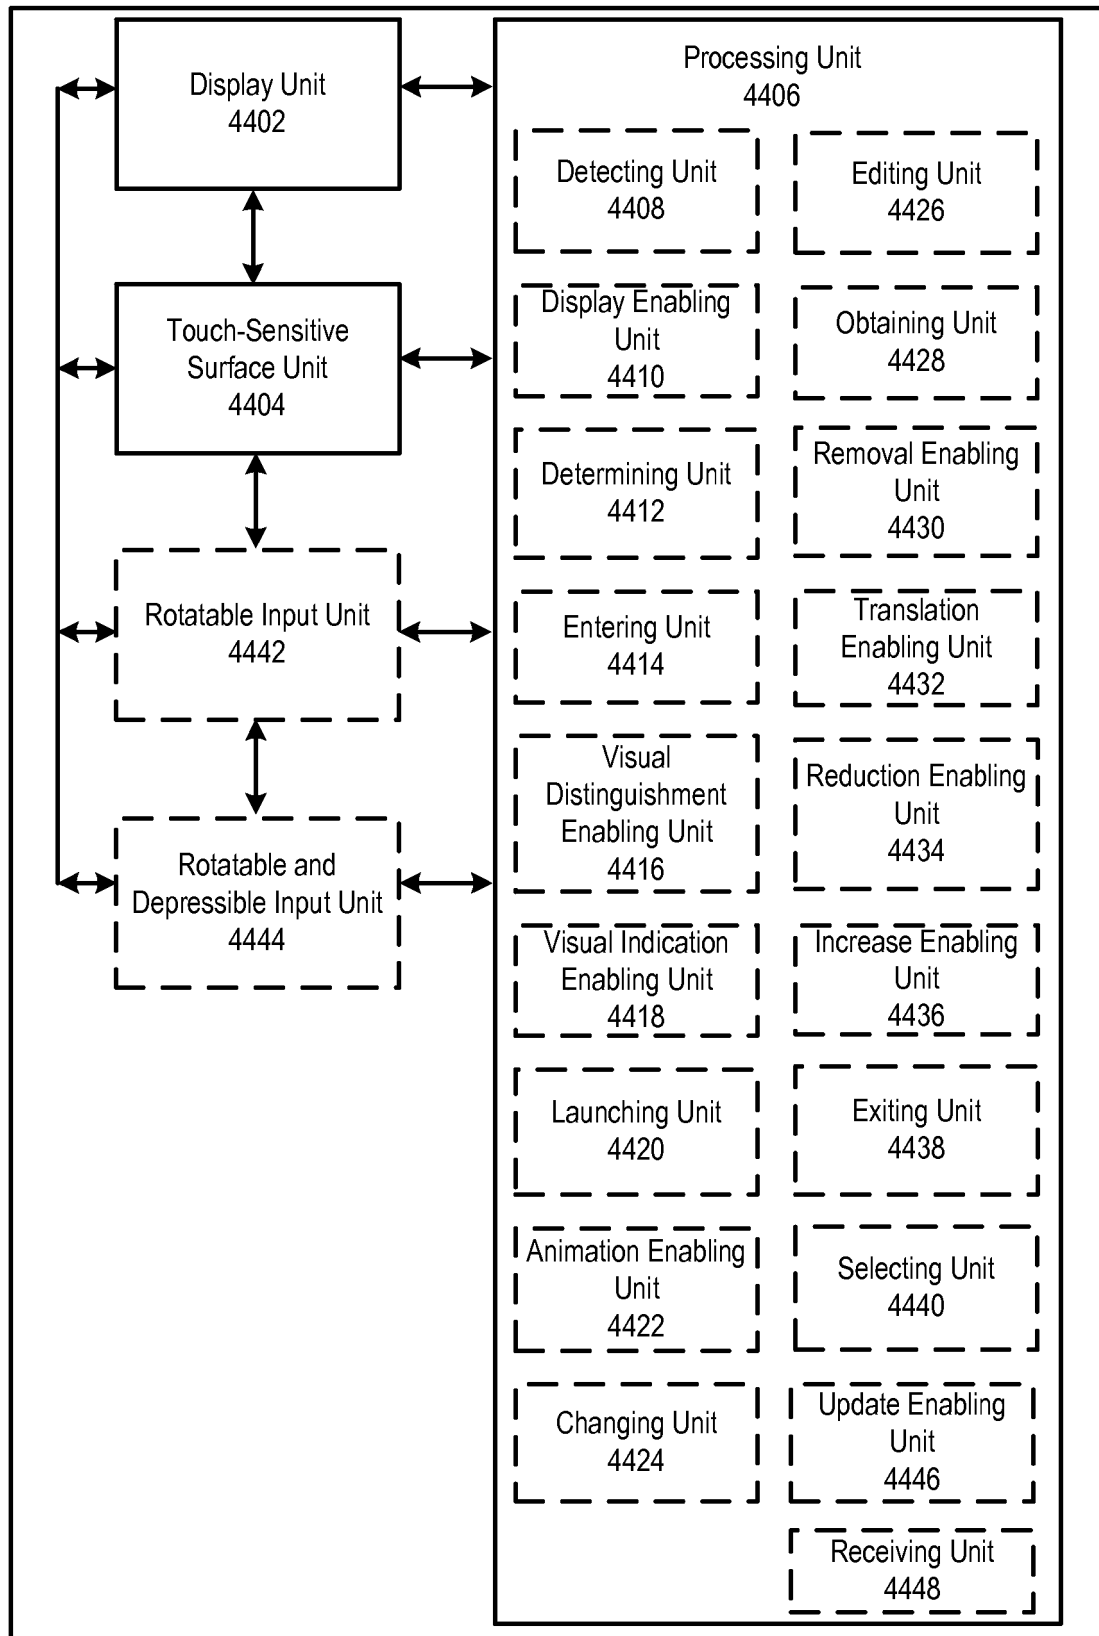 Display Unit
4402
Touch-Sensitive
Surface Unit
4404
Rotatable Input Unit
4442
Rotatable and
Depressible Input Unit
4444
Processing Unit
4406
Detecting Unit
4408
Display Enabling
Unit
4410
Determining Unit
4412
Entering Unit
4414
Visual
Distinguishment
Enabling Unit
4416
Visual Indication
Enabling Unit
4418
Launching Unit
4420
Animation Enabling
Unit
4422
Changing Unit
4424
Editing Unit
4426
Obtaining Unit
4428
Removal Enabling
Unit
4430
Translation
Enabling Unit
4432
Reduction Enabling
Unit
4434
Increase Enabling
Unit
4436
Exiting Unit
4438
Selecting Unit
4440
Update Enabling
Unit
4446
Receiving Unit
4448